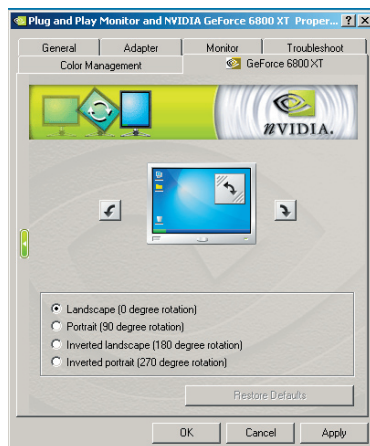 Plug and Play Monitor and NVIDIA GeForce 6800 XT Proper...
General Adapter Monitor Troubleshoot
Color Management GeForce 6800 XT
nVIDIA.
Landscape (0 degree rotation)
Portrait (90 degree rotation)
Inverted landscape (180 degree rotation)
Inverted portrait (270 degree rotation)
Restore Defaults
OK Cancel Apply